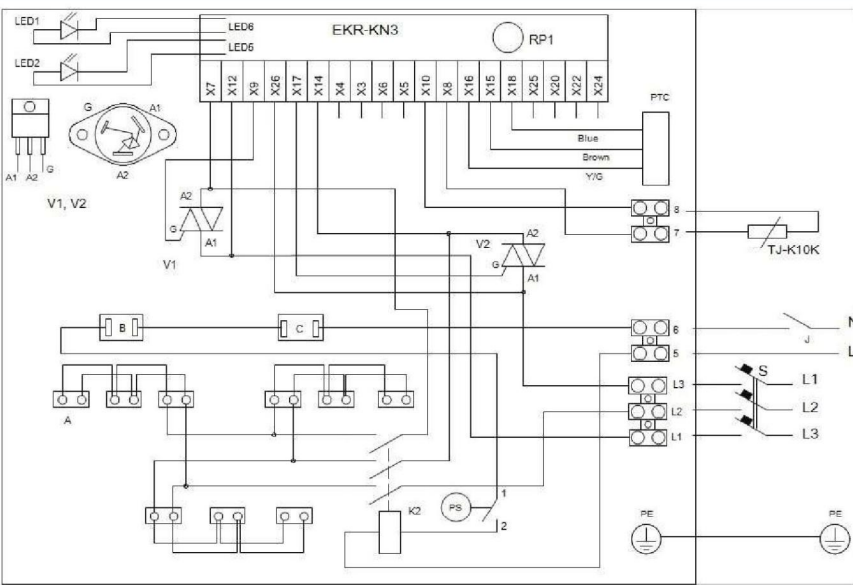 LED1
LED6
LED5
LED2
EKR-KN3
RP1
X7 X12 X9 X26 X17 X14 X4 X3 X6 X5 X10 X8 X16 X15 X18 X25 X20 X22 X24
PTC
Blue
Brown
Y/G
G A1
A2
A1 A2 G
V1, V2
A2
G
A1
V1
V2
A2
G
A1
8
7
TJ-K10K
B
C
6
5
J
N
L
A
L3
L2
L1
S
L1
L2
L3
K2
PS
1
2
PE
PE